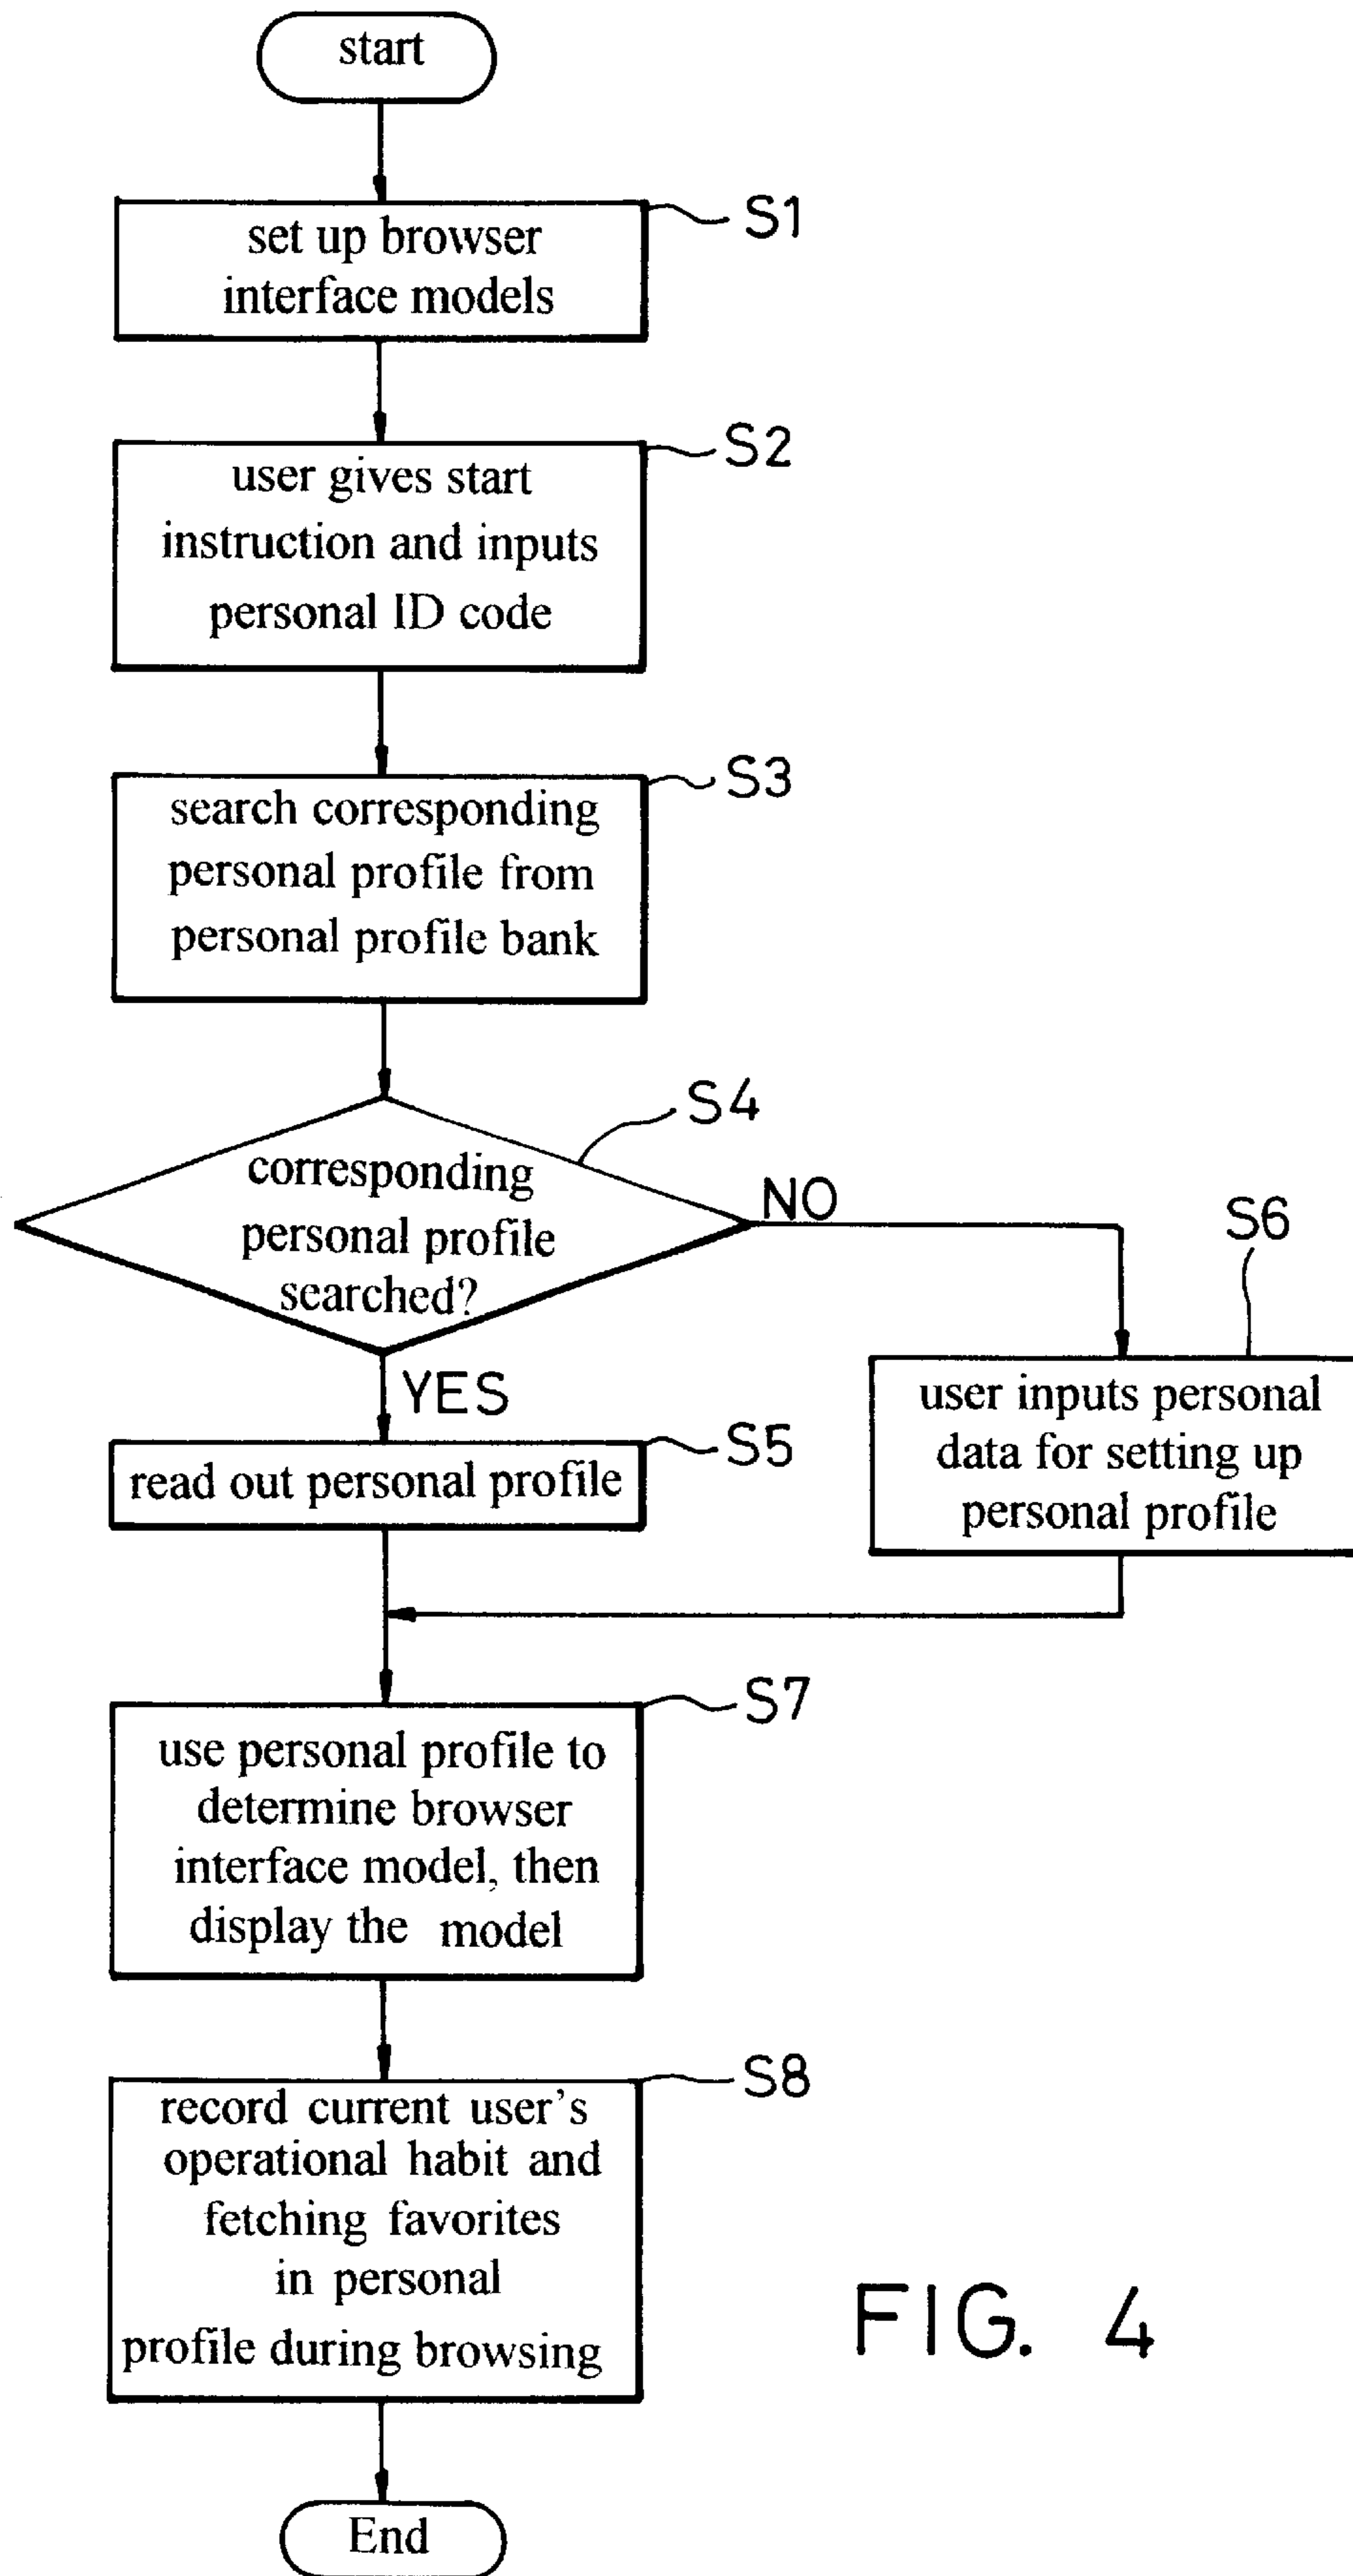 start
S1
set up browser
interface models
S2
user gives start
instruction and inputs
personal ID code
S3
search corresponding
personal profile from
personal profile bank
S4
corresponding
personal profile
searched?
NO
YES
S6
user inputs personal
data for setting up
personal profile
S5
read out personal profile
S7
use personal profile to
determine browser
interface model, then
display the model
S8
record current user's
operational habit and
fetching favorites
in personal
profile during browsing
End
FIG. 4